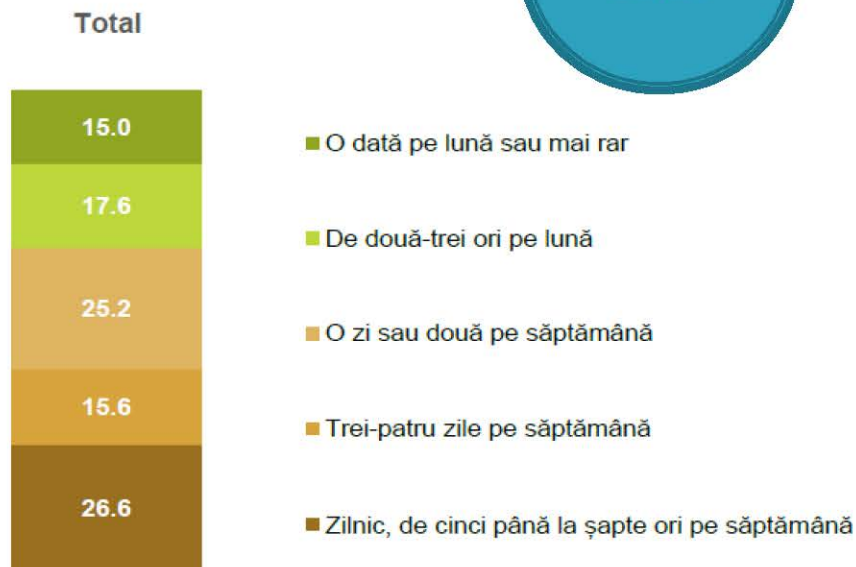 Total
15.0
O dată pe lună sau mai rar
17.6
De două-trei ori pe lună
25.2
O zi sau două pe săptămână
15.6
Trei-patru zile pe săptămână
26.6
Zilnic, de cinci până la șapte ori pe săptămână